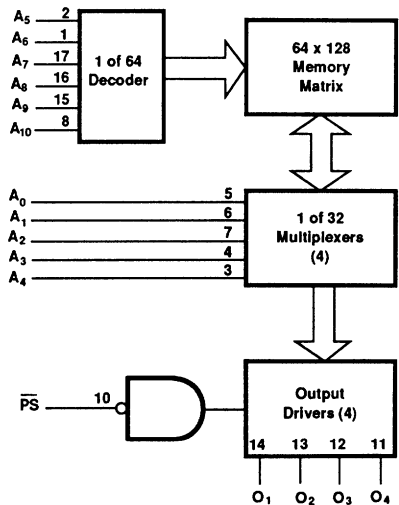 A5 2
A6 1
A7 17
A8 16
A9 15
A10 8
1 of 64
Decoder
64 x 128
Memory
Matrix
A0 5
A1 6
A2 7
A3 4
A4 3
1 of 32
Multiplexers
(4)
PS 10
Output
Drivers (4)
14 13 12 11
O1 O2 O3 O4